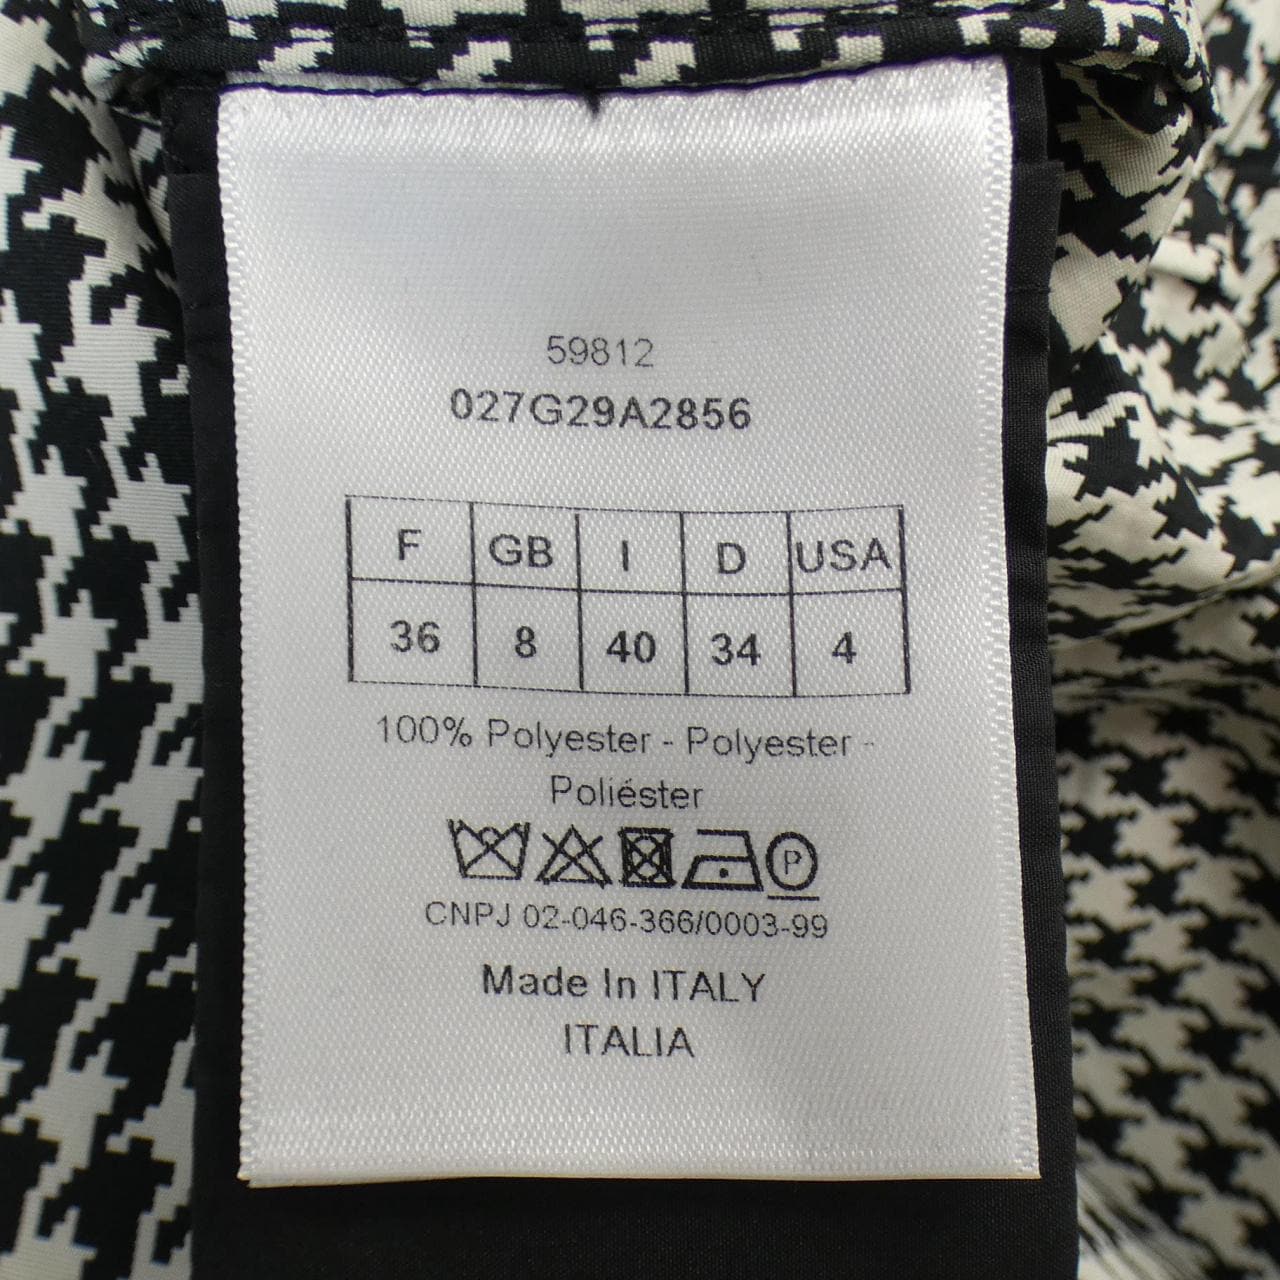 59812
027G29A2856
F GB I D USA
36 8 40 34 4
100% Polyester - Polyester -
Poliéster
P
CNPJ 02-046-366/0003-99
Made In ITALY
ITALIA